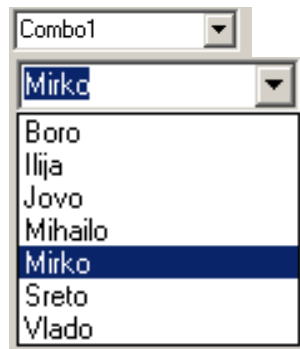 Combo1
Mirko
Boro
Ilija
Jovo
Mihailo
Mirko
Sreto
Vlado